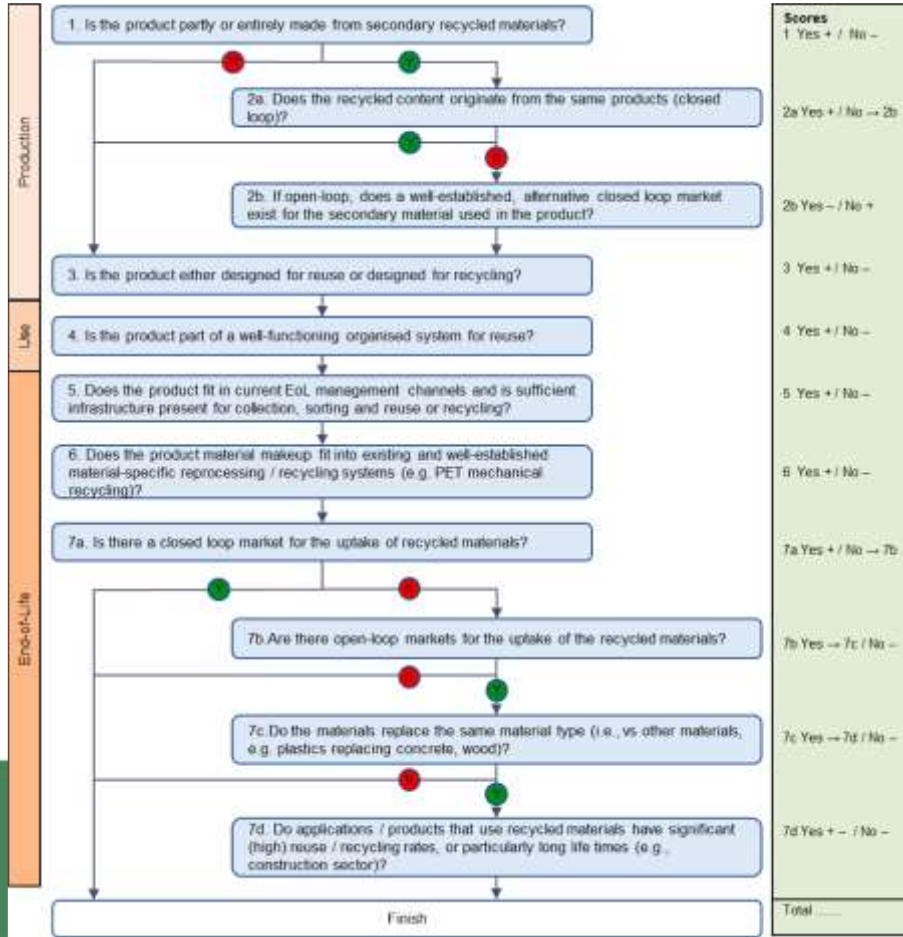 1. Is the product partly or entirely made from secondary recycled materials?
2a. Does the recycled content originate from the same products (closed
loop)?
2b. If open-loop, does a well-established, alternative closed loop market
exist for the secondary material used in the product?
3. Is the product either designed for reuse or designed for recycling?
4. Is the product part of a well-functioning organised system for reuse?
5. Does the product fit in current EoL management channels and is sufficient
infrastructure present for collection, sorting and reuse or recycling?
6. Does the product material makeup fit into existing and well-established
material-specific reprocessing / recycling systems (e.g. PET mechanical
recycling)?
7a. Is there a closed loop market for the uptake of recycled materials?
7b. Are there open-loop markets for the uptake of the recycled materials?
7c. Do the materials replace the same material type (i.e., vs other materials,
e.g. plastics replacing concrete, wood)?
7d. Do applications / products that use recycled materials have significant
(high) reuse / recycling rates, or particularly long life times (e.g.,
construction sector)?
Finish
Production
Use
End-of-Life
Scores
1 Yes + / No –
2a Yes + / No → 2b
2b Yes – / No +
3 Yes + / No –
4 Yes + / No –
5 Yes + / No –
6 Yes + / No –
7a Yes + / No → 7b
7b Yes → 7c / No –
7c Yes → 7d / No –
7d Yes + – / No –
Total ......